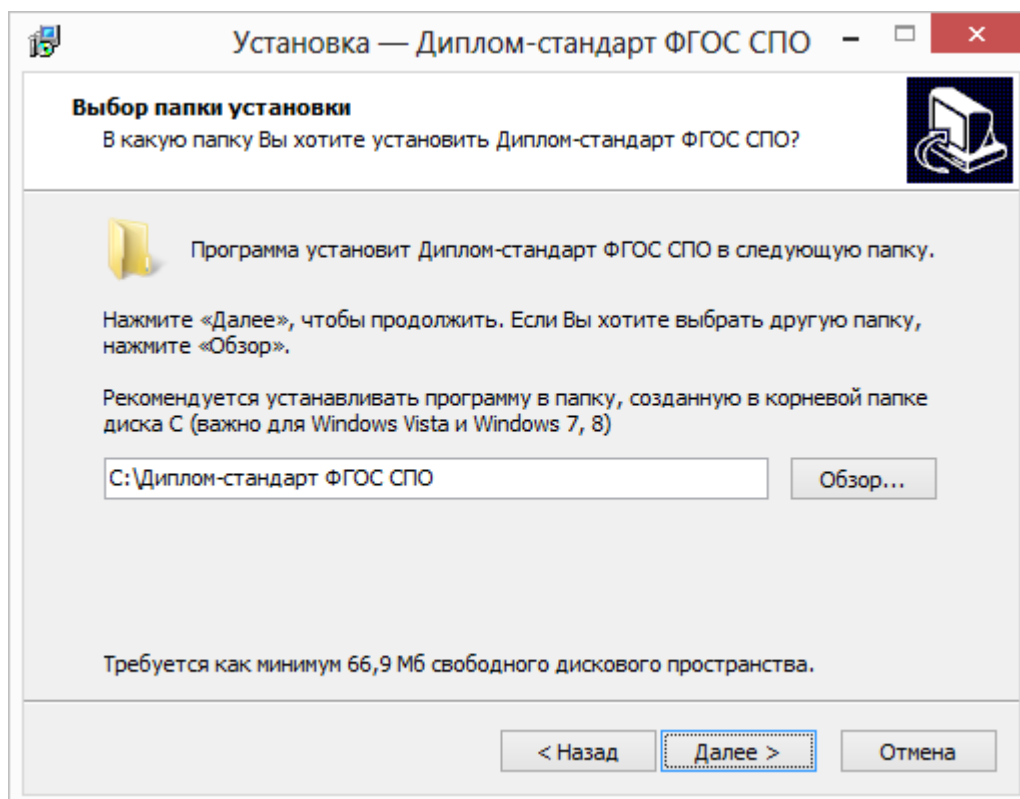 Установка — Диплом-стандарт ФГОС СПО
Выбор папки установки
В какую папку Вы хотите установить Диплом-стандарт ФГОС СПО?
Программа установит Диплом-стандарт ФГОС СПО в следующую папку.
Нажмите «Далее», чтобы продолжить. Если Вы хотите выбрать другую папку,
нажмите «Обзор».
Рекомендуется устанавливать программу в папку, созданную в корневой папке
диска С (важно для Windows Vista и Windows 7, 8)
C:\Диплом-стандарт ФГОС СПО
Обзор...
Требуется как минимум 66,9 Мб свободного дискового пространства.
< Назад
Далее >
Отмена